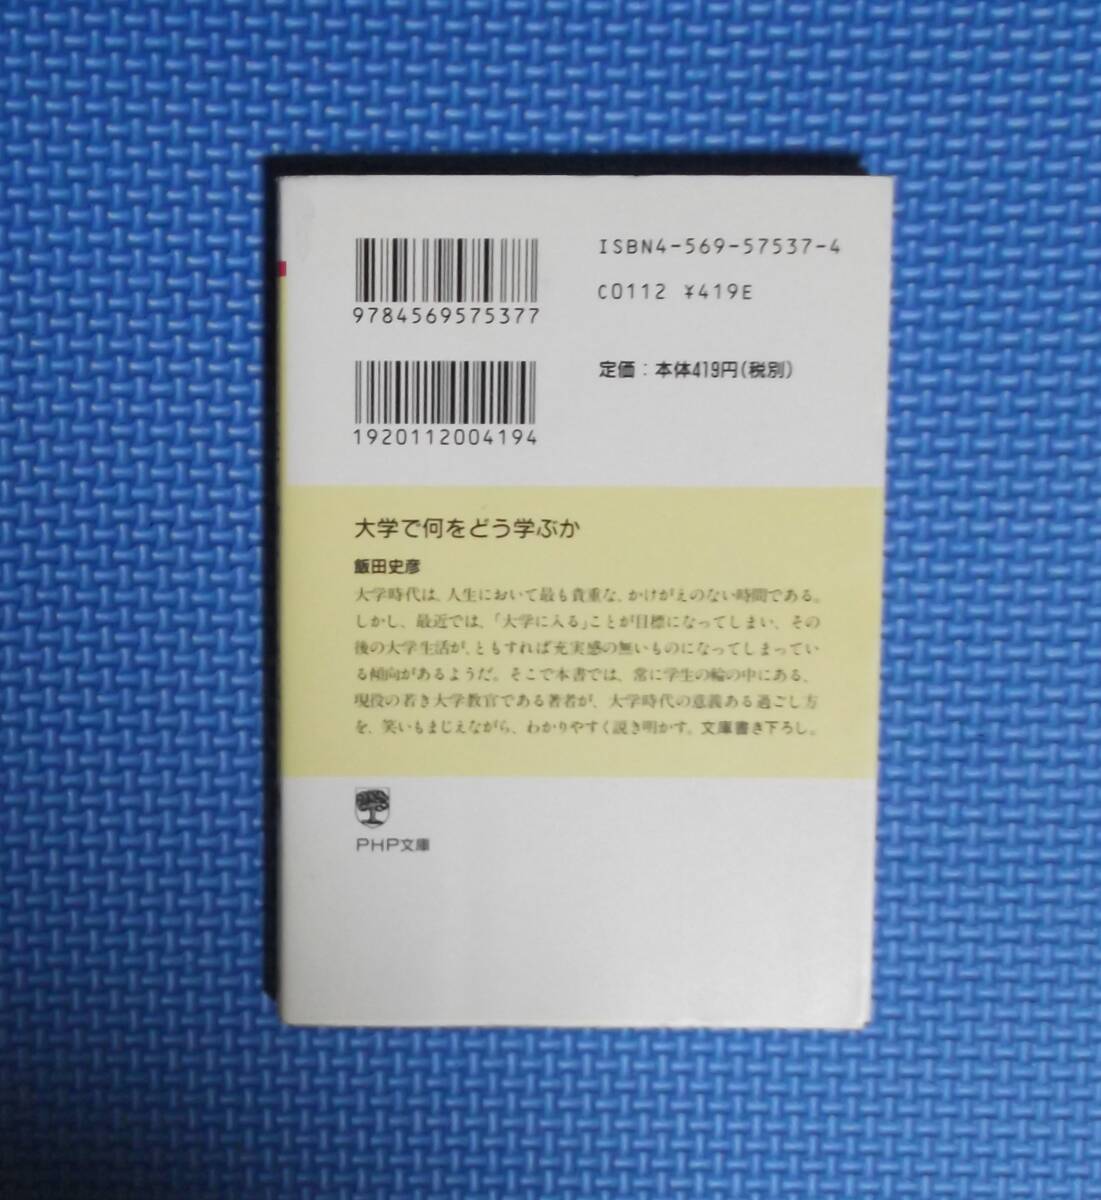 ISBN4-569-57537-4
9784569575377
C0112 ¥419E
定価：本体419円（税別）
1920112004194
大学で何をどう学ぶか
飯田史彦
大学時代は、人生において最も貴重な、かけがえのない時間である。
しかし、最近では、「大学に入る」ことが目標になってしまい、その
後の大学生活が、ともすれば充実感の無いものになってしまってい
る傾向があるようだ。そこで本書では、常に学生の輪の中にある、
現役の若き大学教官である著者が、大学時代の意義ある過ごし方
を、笑いもまじえながら、わかりやすく説き明かす。文庫書き下ろし。
PHP文庫